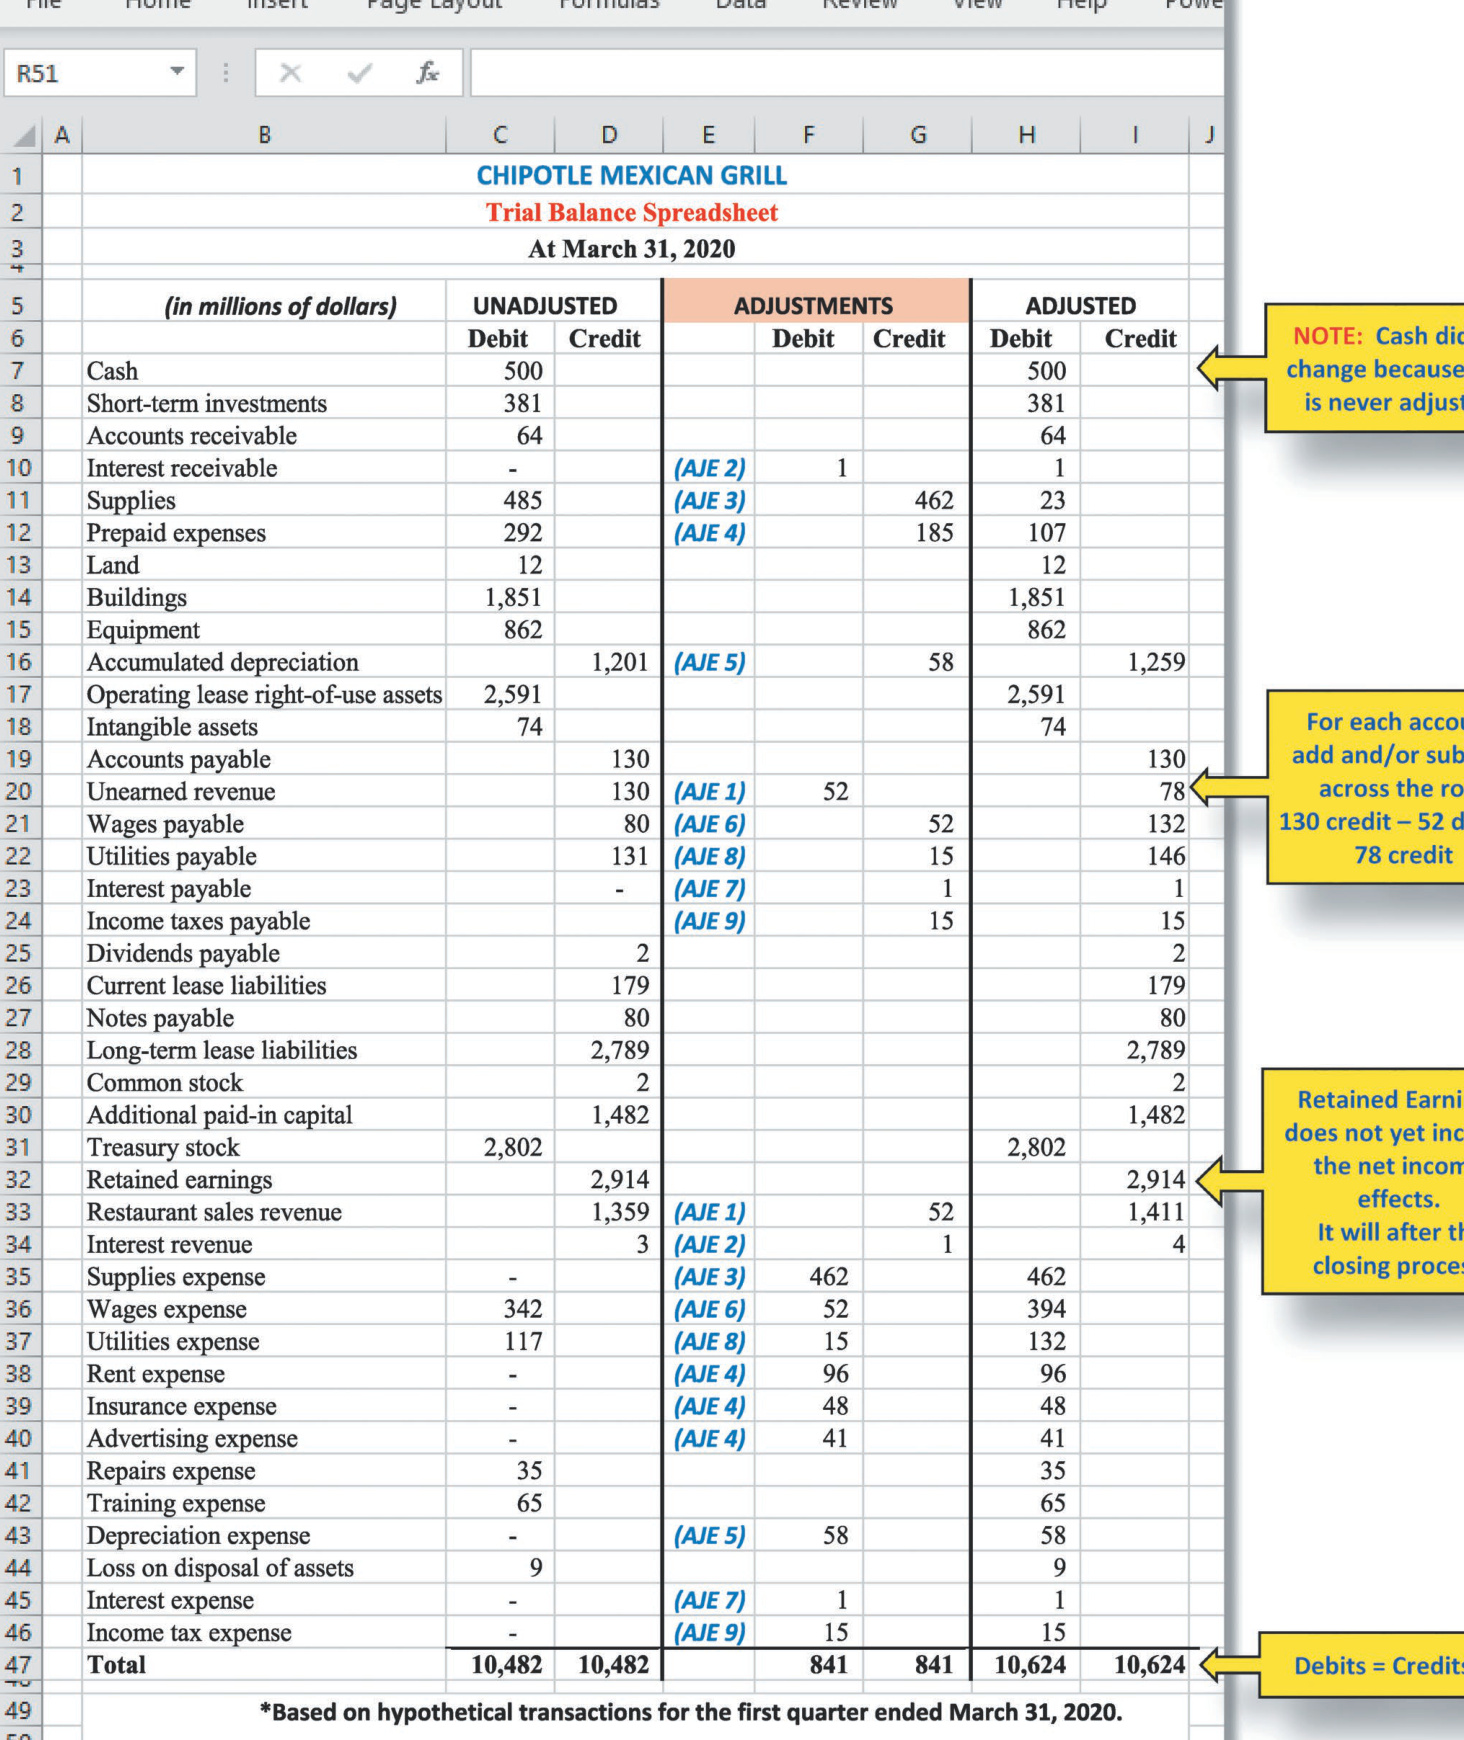 File Home Insert Page Layout Formulas Data Review View Help
R51 fx
A B C D E F G H I J
1 CHIPOTLE MEXICAN GRILL
2 Trial Balance Spreadsheet
3 At March 31, 2020
4
5 (in millions of dollars) UNADJUSTED ADJUSTMENTS ADJUSTED
6 Debit Credit Debit Credit Debit Credit
7 Cash 500 500
8 Short-term investments 381 381
9 Accounts receivable 64 64
10 Interest receivable - (AJE 2) 1 1
11 Supplies 485 (AJE 3) 462 23
12 Prepaid expenses 292 (AJE 4) 185 107
13 Land 12 12
14 Buildings 1,851 1,851
15 Equipment 862 862
16 Accumulated depreciation 1,201 (AJE 5) 58 1,259
17 Operating lease right-of-use assets 2,591 2,591
18 Intangible assets 74 74
19 Accounts payable 130 130
20 Unearned revenue 130 (AJE 1) 52 78
21 Wages payable 80 (AJE 6) 52 132
22 Utilities payable 131 (AJE 8) 15 146
23 Interest payable - (AJE 7) 1 1
24 Income taxes payable (AJE 9) 15 15
25 Dividends payable 2 2
26 Current lease liabilities 179 179
27 Notes payable 80 80
28 Long-term lease liabilities 2,789 2,789
29 Common stock 2 2
30 Additional paid-in capital 1,482 1,482
31 Treasury stock 2,802 2,802
32 Retained earnings 2,914 2,914
33 Restaurant sales revenue 1,359 (AJE 1) 52 1,411
34 Interest revenue 3 (AJE 2) 1 4
35 Supplies expense - (AJE 3) 462 462
36 Wages expense 342 (AJE 6) 52 394
37 Utilities expense 117 (AJE 8) 15 132
38 Rent expense - (AJE 4) 96 96
39 Insurance expense - (AJE 4) 48 48
40 Advertising expense - (AJE 4) 41 41
41 Repairs expense 35 35
42 Training expense 65 65
43 Depreciation expense - (AJE 5) 58 58
44 Loss on disposal of assets 9 9
45 Interest expense - (AJE 7) 1 1
46 Income tax expense - (AJE 9) 15 15
47 Total 10,482 10,482 841 841 10,624 10,624
49 *Based on hypothetical transactions for the first quarter ended March 31, 2020.
NOTE: Cash
change because
is never
For each
add and/or
across the
130 credit – 52
78 credit
Retained
does not yet
the net
effects.
It will after
closing
Debits =